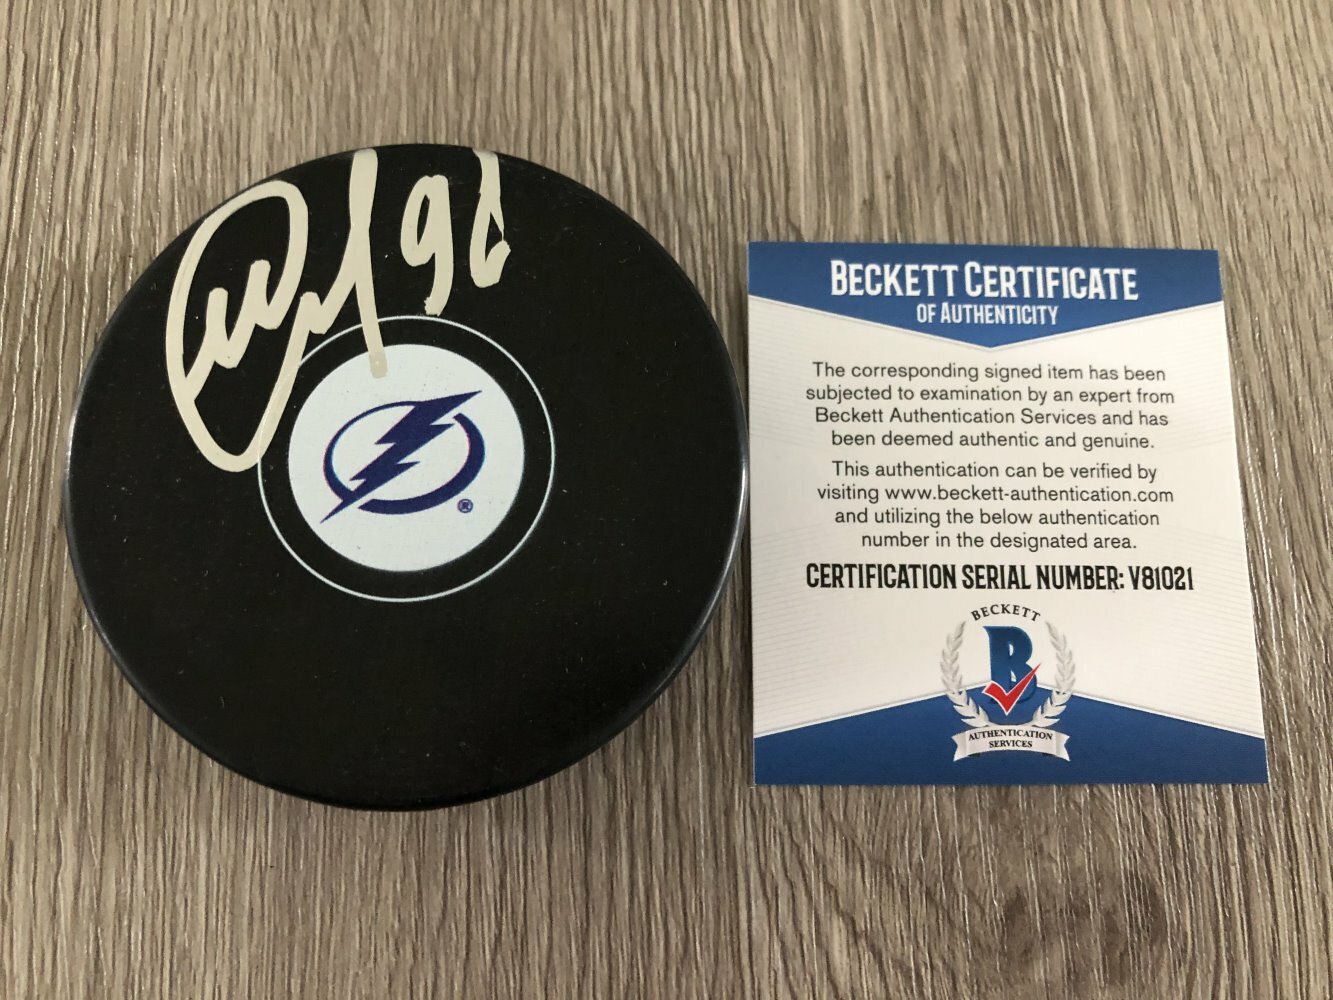 98
®
BECKETT CERTIFICATE
OF AUTHENTICITY
The corresponding signed item has been
subjected to examination by an expert from
Beckett Authentication Services and has
been deemed authentic and genuine.
This authentication can be verified by
visiting www.beckett-authentication.com
and utilizing the below authentication
number in the designated area.
CERTIFICATION SERIAL NUMBER: V81021
BECKETT
B
AUTHENTICATION
SERVICES